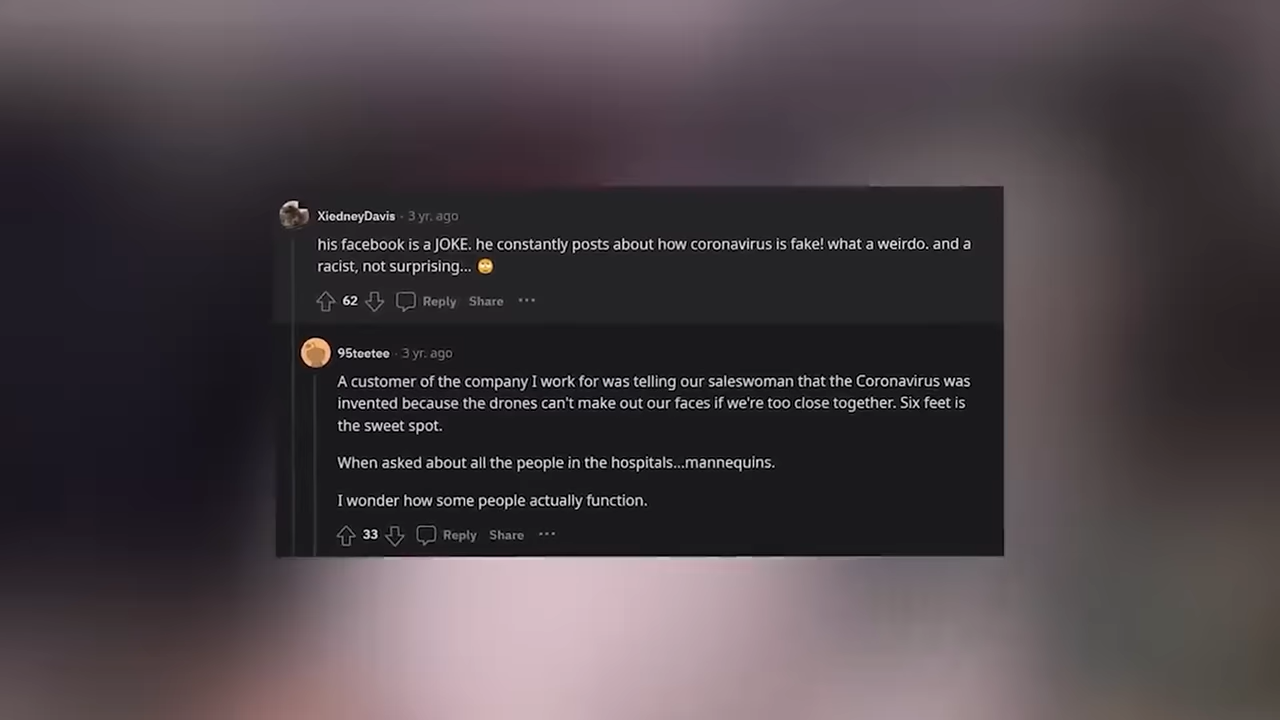 XiedneyDavis · 3 yr. ago
his facebook is a JOKE. he constantly posts about how coronavirus is fake! what a weirdo. and a
racist, not surprising... 🙄
62 Reply Share ···
95teetee · 3 yr. ago
A customer of the company I work for was telling our saleswoman that the Coronavirus was
invented because the drones can't make out our faces if we're too close together. Six feet is
the sweet spot.
When asked about all the people in the hospitals...mannequins.
I wonder how some people actually function.
33 Reply Share ···